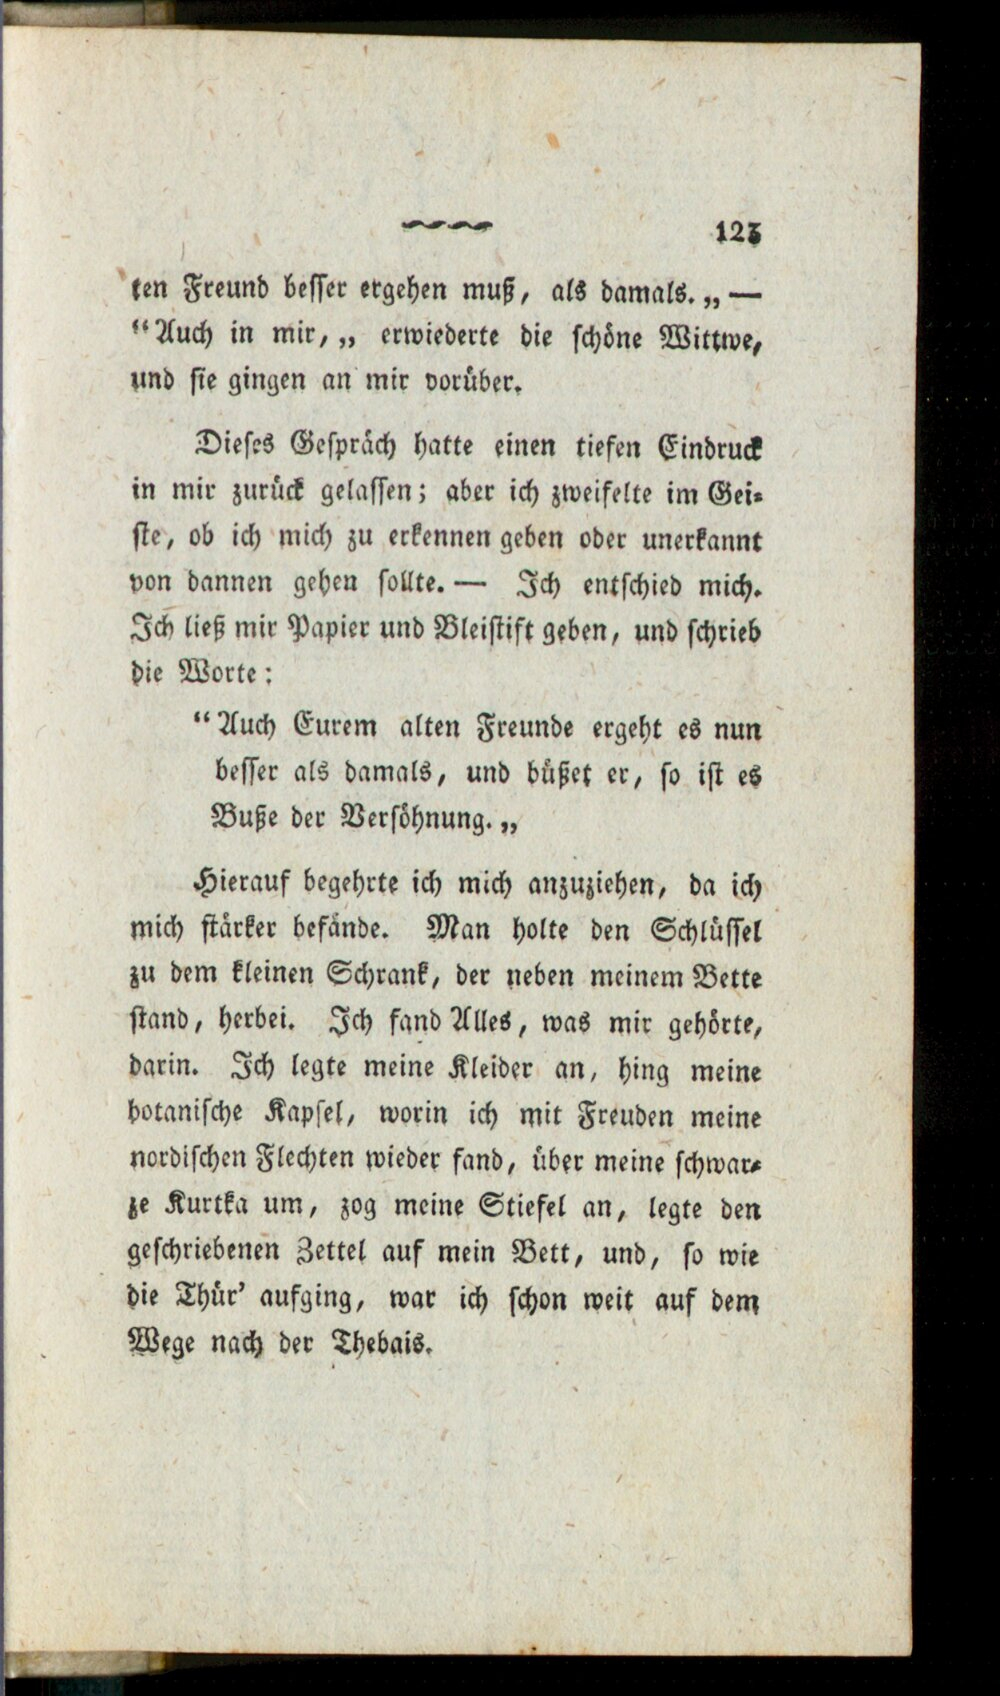 123
ten Freund besser ergehen muß, als damals. „ —
“Auch in mir, „ erwiederte die schöne Wittwe,
und sie gingen an mir vorüber.
Dieses Gespräch hatte einen tiefen Eindruck
in mir zurück gelassen; aber ich zweifelte im Gei-
ste, ob ich mich zu erkennen geben oder unerkannt
von dannen gehen sollte. — Ich entschied mich.
Ich ließ mir Papier und Bleistift geben, und schrieb
die Worte:
“Auch Eurem alten Freunde ergeht es nun
besser als damals, und büßet er, so ist es
Buße der Versöhnung. „
Hierauf begehrte ich mich anzuziehen, da ich
mich stärker befände. Man holte den Schlüssel
zu dem kleinen Schrank, der neben meinem Bette
stand, herbei. Ich fand Alles, was mir gehörte,
darin. Ich legte meine Kleider an, hing meine
botanische Kapsel, worin ich mit Freuden meine
nordischen Flechten wieder fand, über meine schwar-
ze Kurtka um, zog meine Stiefel an, legte den
geschriebenen Zettel auf mein Bett, und, so wie
die Thür’ aufging, war ich schon weit auf dem
Wege nach der Thebais.